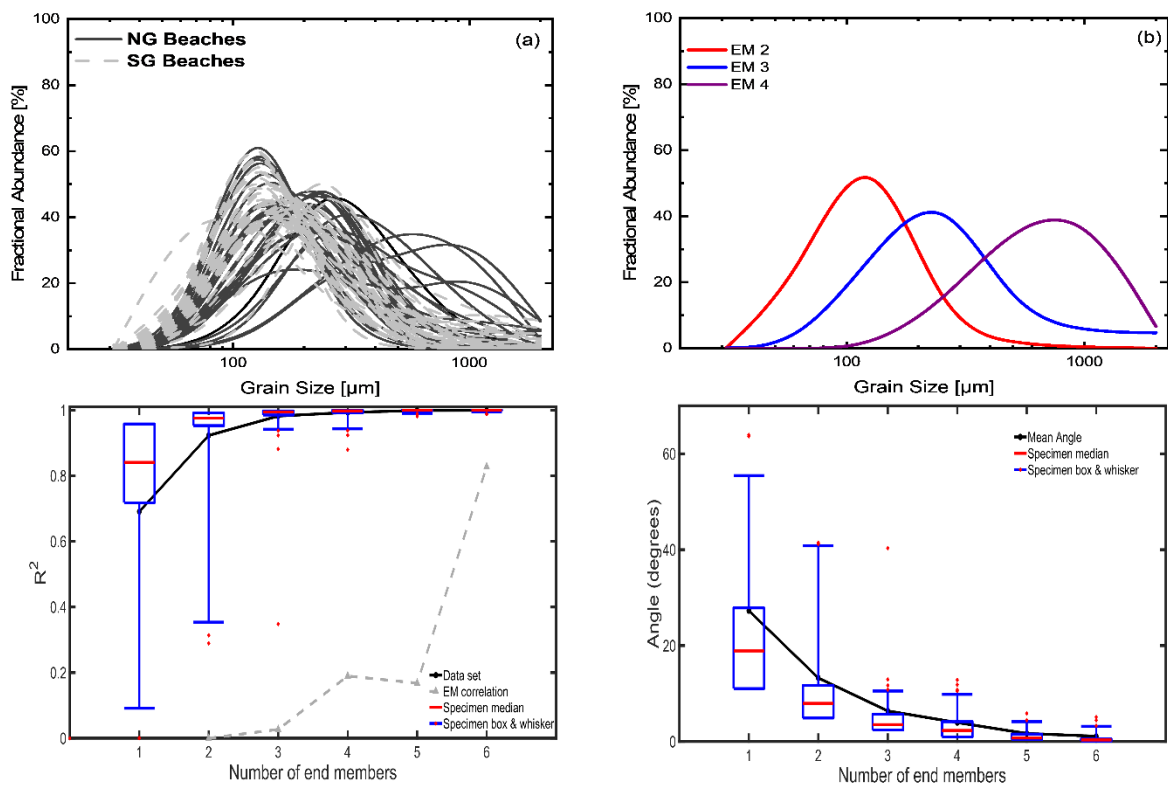 100
80
60
40
20
0
Fractional Abundance [%]
NG Beaches
SG Beaches
(a)
100
1000
Grain Size [µm]
100
80
60
40
20
0
Fractional Abundance [%]
EM 2
EM 3
EM 4
(b)
100
1000
Grain Size [µm]
1
0.8
0.6
0.4
0.2
0
R²
Data set
EM correlation
Specimen median
Specimen box & whisker
1 2 3 4 5 6
Number of end members
60
40
20
0
Angle (degrees)
Mean Angle
Specimen median
Specimen box & whisker
1 2 3 4 5 6
Number of end members